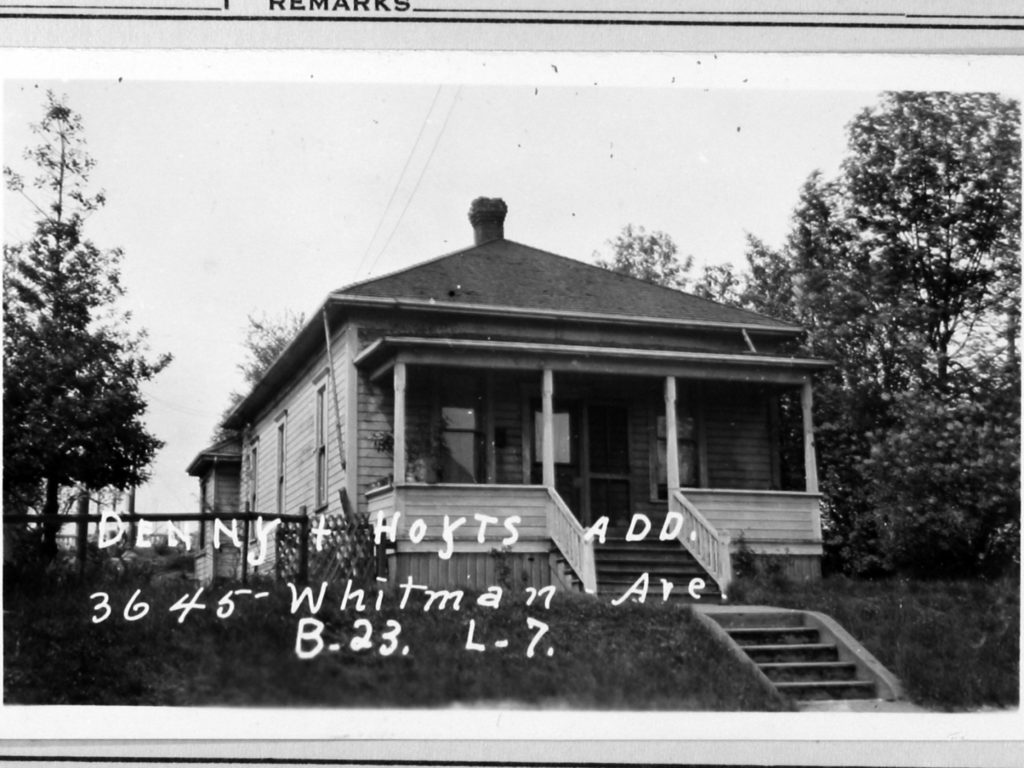 REMARKS
DENNY + HOYTS ADD.
3645- Whitman Ave.
B-23. L-7.